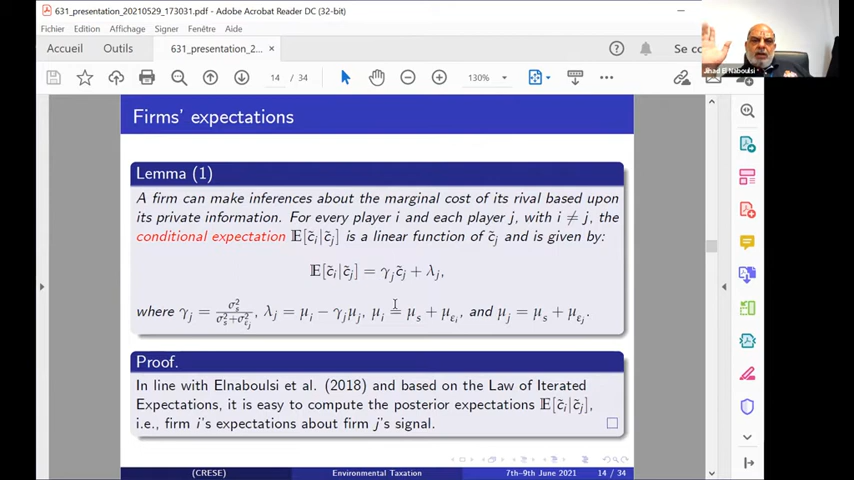 631_presentation_20210529_173031.pdf - Adobe Acrobat Reader DC (32-bit)
Fichier Edition Affichage Signer Fenêtre Aide
Accueil Outils 631_presentation_2... × Se co
14 / 34 130%
Jihad El Naboulsi
Firms' expectations
Lemma (1)
A firm can make inferences about the marginal cost of its rival based upon
its private information. For every player i and each player j, with i ≠ j, the
conditional expectation 𝔼[c̃ᵢ|c̃ⱼ] is a linear function of c̃ⱼ and is given by:
𝔼[c̃ᵢ|c̃ⱼ] = γⱼc̃ⱼ + λⱼ,
where γⱼ = σₛ²/(σₛ²+σ²_εⱼ), λⱼ = μᵢ − γⱼμⱼ, μᵢ = μₛ + μ_εᵢ, and μⱼ = μₛ + μ_εⱼ.
Proof.
In line with Elnaboulsi et al. (2018) and based on the Law of Iterated
Expectations, it is easy to compute the posterior expectations 𝔼[c̃ᵢ|c̃ⱼ],
i.e., firm i's expectations about firm j's signal. □
(CRESE) Environmental Taxation 7th–9th June 2021 14 / 34